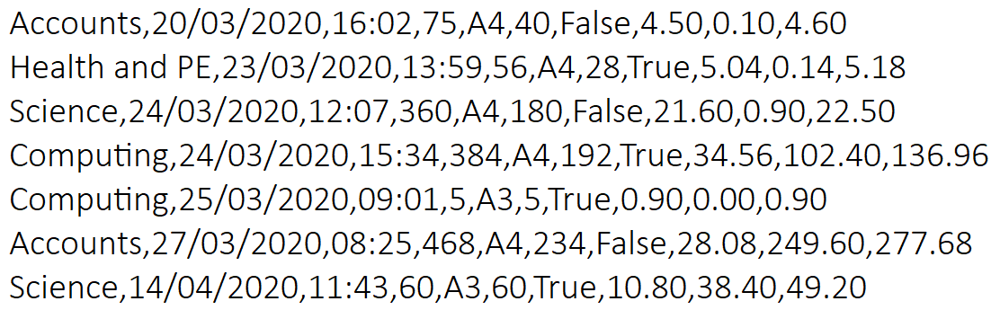 Accounts,20/03/2020,16:02,75,A4,40,False,4.50,0.10,4.60
Health and PE,23/03/2020,13:59,56,A4,28,True,5.04,0.14,5.18
Science,24/03/2020,12:07,360,A4,180,False,21.60,0.90,22.50
Computing,24/03/2020,15:34,384,A4,192,True,34.56,102.40,136.96
Computing,25/03/2020,09:01,5,A3,5,True,0.90,0.00,0.90
Accounts,27/03/2020,08:25,468,A4,234,False,28.08,249.60,277.68
Science,14/04/2020,11:43,60,A3,60,True,10.80,38.40,49.20